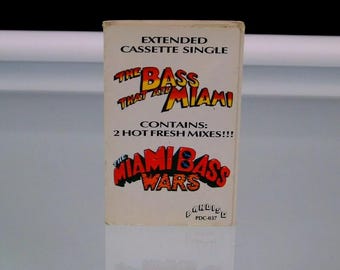 EXTENDED
CASSETTE SINGLE
THE BASS
THAT ATE MIAMI
CONTAINS:
2 HOT FRESH MIXES!!!
THE
MIAMI BASS
WARS
PANDISC
PDC-037